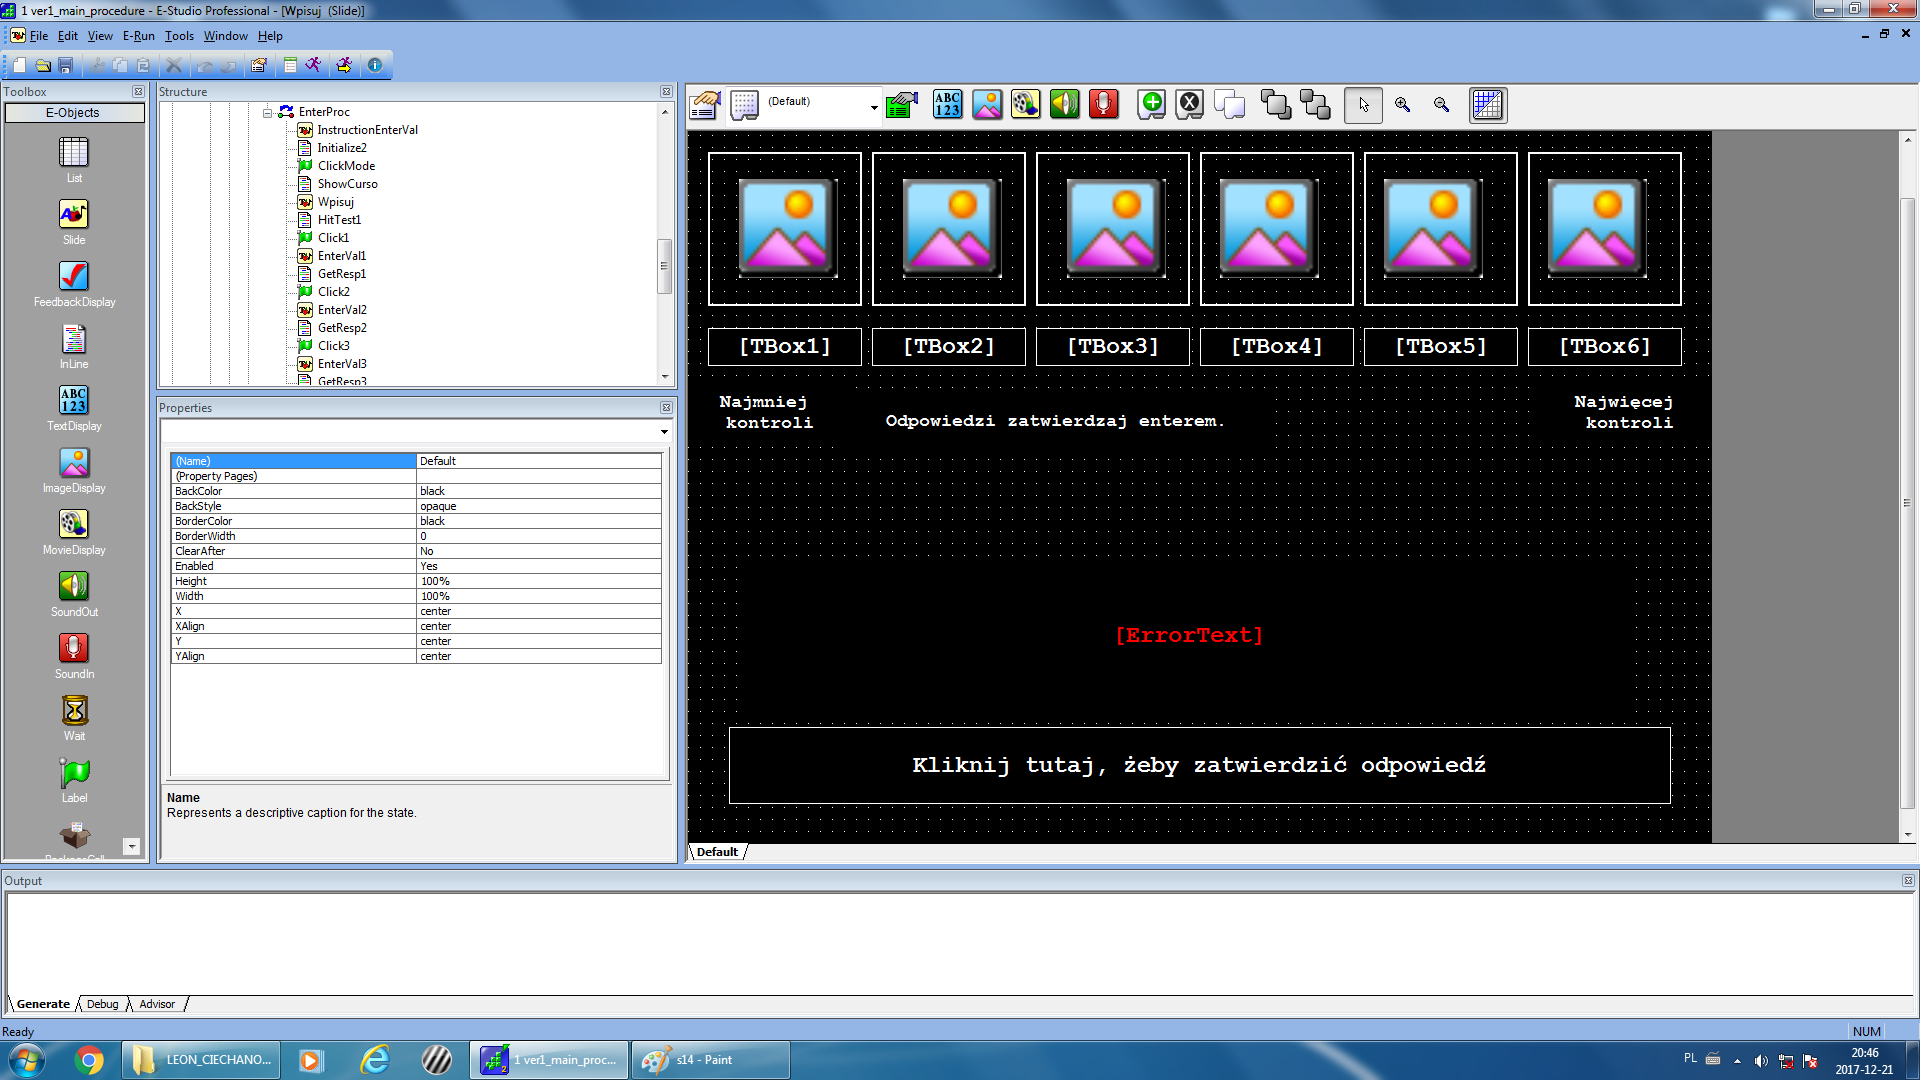 1 ver1_main_procedure - E-Studio Professional - [Wpisuj  (Slide)]
File Edit View E-Run Tools Window Help
Toolbox
E-Objects
List
Slide
FeedbackDisplay
InLine
TextDisplay
ImageDisplay
MovieDisplay
SoundOut
SoundIn
Wait
Label
PackageCall
Structure
EnterProc
InstructionEnterVal
Initialize2
ClickMode
ShowCurso
Wpisuj
HitTest1
Click1
EnterVal1
GetResp1
Click2
EnterVal2
GetResp2
Click3
EnterVal3
GetResp3
Properties
(Name) Default
(Property Pages)
BackColor black
BackStyle opaque
BorderColor black
BorderWidth 0
ClearAfter No
Enabled Yes
Height 100%
Width 100%
X center
XAlign center
Y center
YAlign center
Name
Represents a descriptive caption for the state.
(Default)
ABC
123
[TBox1] [TBox2] [TBox3] [TBox4] [TBox5] [TBox6]
Najmniej
kontroli
Odpowiedzi zatwierdzaj enterem.
Najwięcej
kontroli
[ErrorText]
Kliknij tutaj, żeby zatwierdzić odpowiedź
Default
Output
Generate Debug Advisor
Ready
NUM
LEON_CIECHANO...
1 ver1_main_proc...
s14 - Paint
PL
20:46
2017-12-21